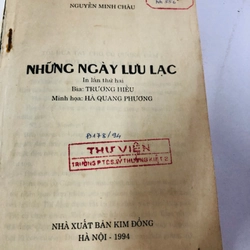 NGUYỄN MINH CHÂU
NHỮNG NGÀY LƯU LẠC
In lần thứ hai
Bìa: TRƯƠNG HIẾU
Minh họa: HÀ QUANG PHƯƠNG
THƯ VIỆN
NHÀ XUẤT BẢN KIM ĐỒNG
HÀ NỘI - 1994